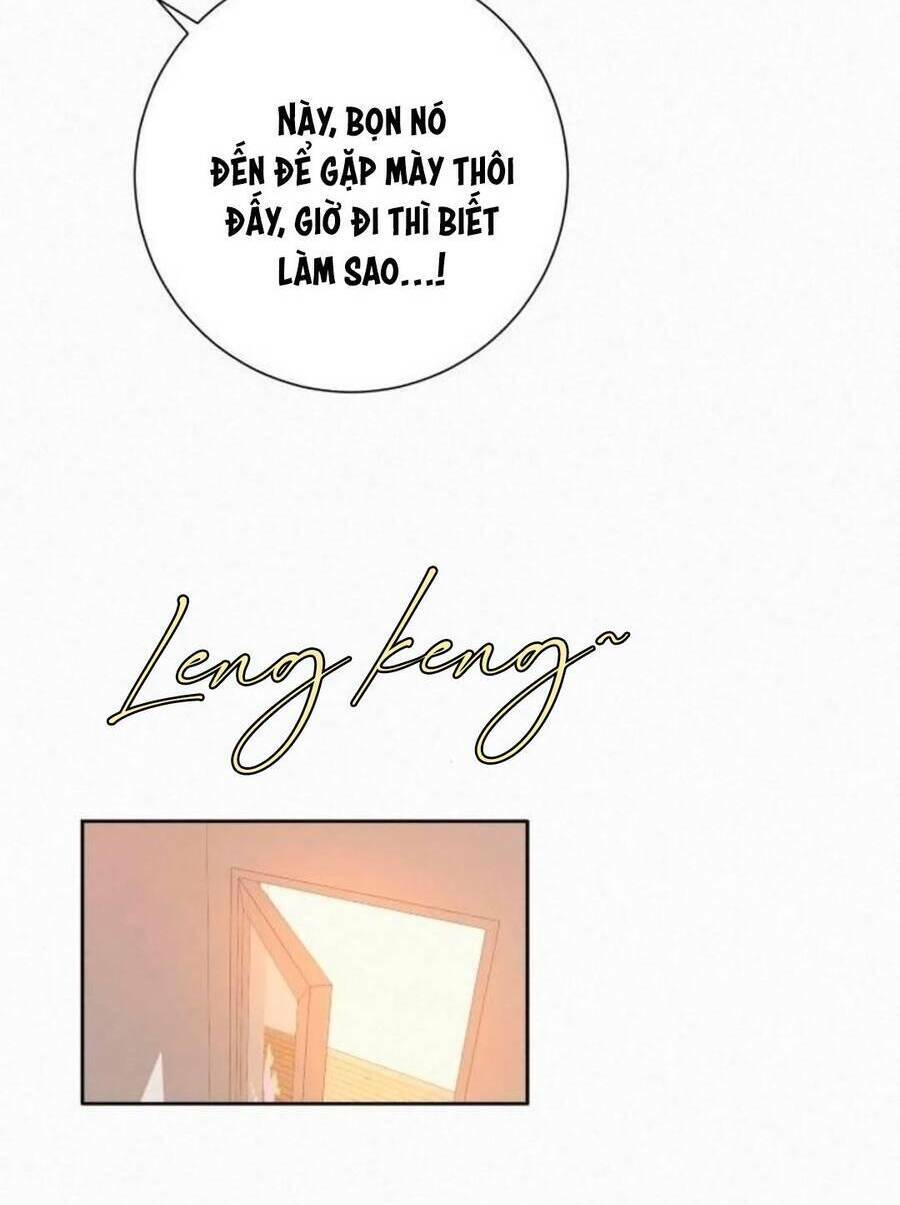 NÀY, BỌN NÓ
ĐẾN ĐỂ GẶP MÀY THÔI
ĐẤY, GIỜ ĐI THÌ BIẾT
LÀM SAO...!
Leng keng~